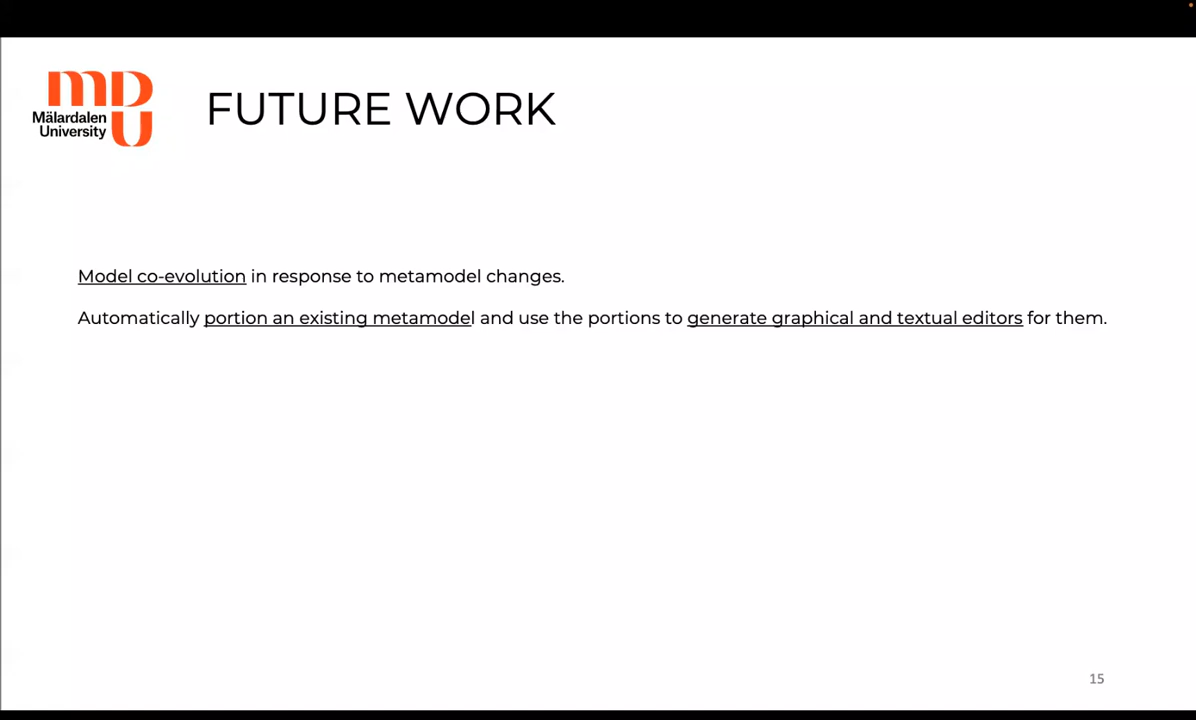 mdU
Mälardalen
University
FUTURE WORK
Model co-evolution in response to metamodel changes.
Automatically portion an existing metamodel and use the portions to generate graphical and textual editors for them.
15